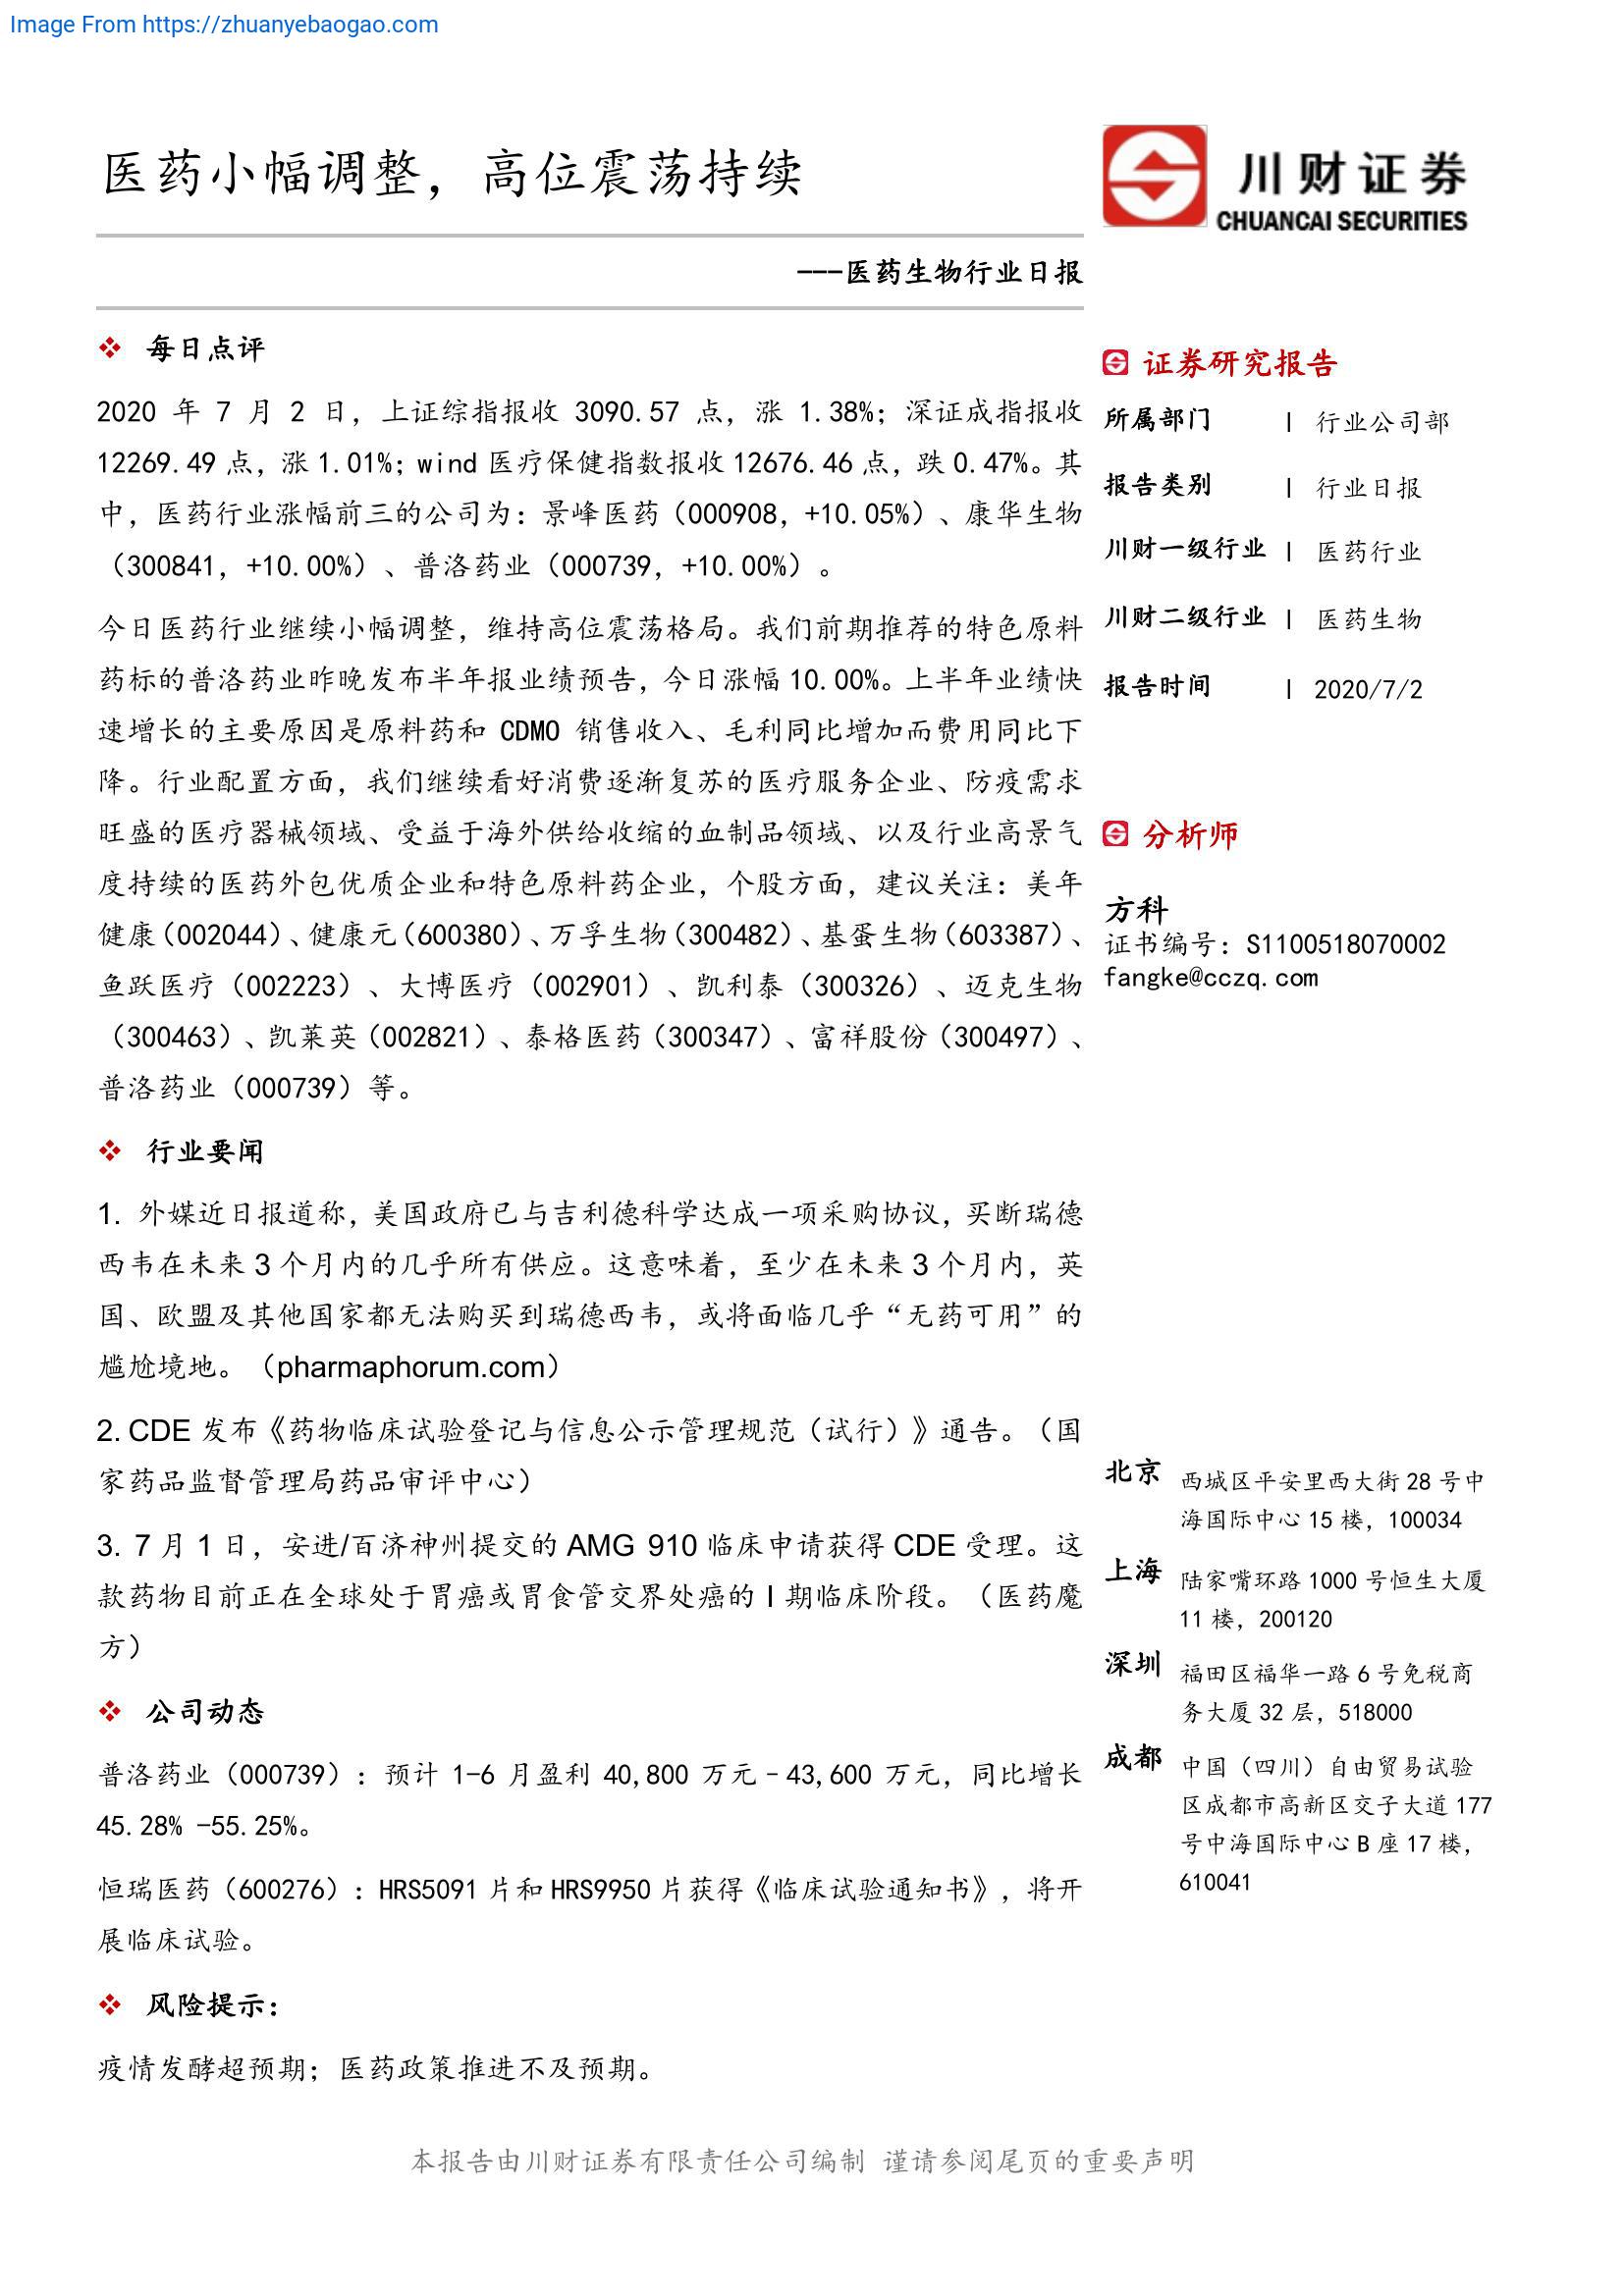 Image From https://zhuanyebaogao.com
医药小幅调整，高位震荡持续
川财证券
CHUANCAI SECURITIES
---医药生物行业日报
❖ 每日点评
2020 年 7 月 2 日，上证综指报收 3090.57 点，涨 1.38%；深证成指报收
12269.49 点，涨 1.01%；wind 医疗保健指数报收 12676.46 点，跌 0.47%。其
中，医药行业涨幅前三的公司为：景峰医药（000908，+10.05%）、康华生物
（300841，+10.00%）、普洛药业（000739，+10.00%）。
今日医药行业继续小幅调整，维持高位震荡格局。我们前期推荐的特色原料
药标的普洛药业昨晚发布半年报业绩预告，今日涨幅 10.00%。上半年业绩快
速增长的主要原因是原料药和 CDMO 销售收入、毛利同比增加而费用同比下
降。行业配置方面，我们继续看好消费逐渐复苏的医疗服务企业、防疫需求
旺盛的医疗器械领域、受益于海外供给收缩的血制品领域、以及行业高景气
度持续的医药外包优质企业和特色原料药企业，个股方面，建议关注：美年
健康（002044）、健康元（600380）、万孚生物（300482）、基蛋生物（603387）、
鱼跃医疗（002223）、大博医疗（002901）、凯利泰（300326）、迈克生物
（300463）、凯莱英（002821）、泰格医药（300347）、富祥股份（300497）、
普洛药业（000739）等。
❖ 行业要闻
1. 外媒近日报道称，美国政府已与吉利德科学达成一项采购协议，买断瑞德
西韦在未来 3 个月内的几乎所有供应。这意味着，至少在未来 3 个月内，英
国、欧盟及其他国家都无法购买到瑞德西韦，或将面临几乎“无药可用”的
尴尬境地。（pharmaphorum.com）
2. CDE 发布《药物临床试验登记与信息公示管理规范（试行）》通告。（国
家药品监督管理局药品审评中心）
3. 7 月 1 日，安进/百济神州提交的 AMG 910 临床申请获得 CDE 受理。这
款药物目前正在全球处于胃癌或胃食管交界处癌的 I 期临床阶段。（医药魔
方）
❖ 公司动态
普洛药业（000739）：预计 1-6 月盈利 40,800 万元–43,600 万元，同比增长
45.28% -55.25%。
恒瑞医药（600276）：HRS5091 片和 HRS9950 片获得《临床试验通知书》，将开
展临床试验。
❖ 风险提示：
疫情发酵超预期；医药政策推进不及预期。
证券研究报告
所属部门 | 行业公司部
报告类别 | 行业日报
川财一级行业 | 医药行业
川财二级行业 | 医药生物
报告时间 | 2020/7/2
分析师
方科
证书编号：S1100518070002
fangke@cczq.com
北京 西城区平安里西大街 28 号中
海国际中心 15 楼，100034
上海 陆家嘴环路 1000 号恒生大厦
11 楼，200120
深圳 福田区福华一路 6 号免税商
务大厦 32 层，518000
成都 中国（四川）自由贸易试验
区成都市高新区交子大道 177
号中海国际中心 B 座 17 楼，
610041
本报告由川财证券有限责任公司编制 谨请参阅尾页的重要声明